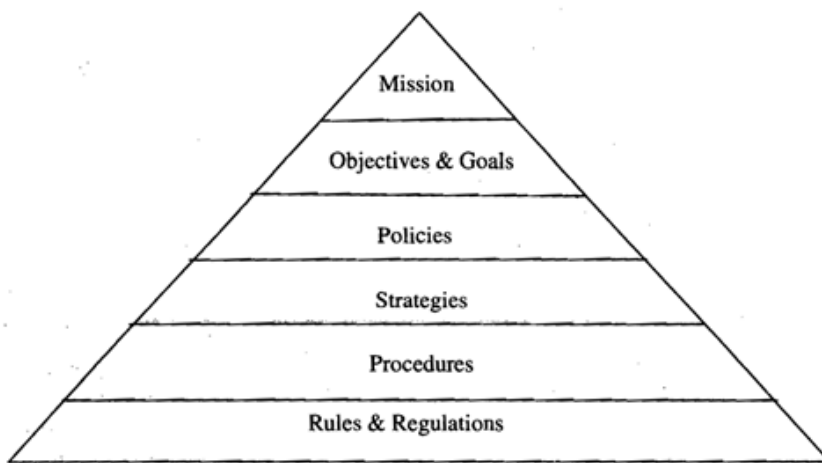 Mission
Objectives & Goals
Policies
Strategies
Procedures
Rules & Regulations